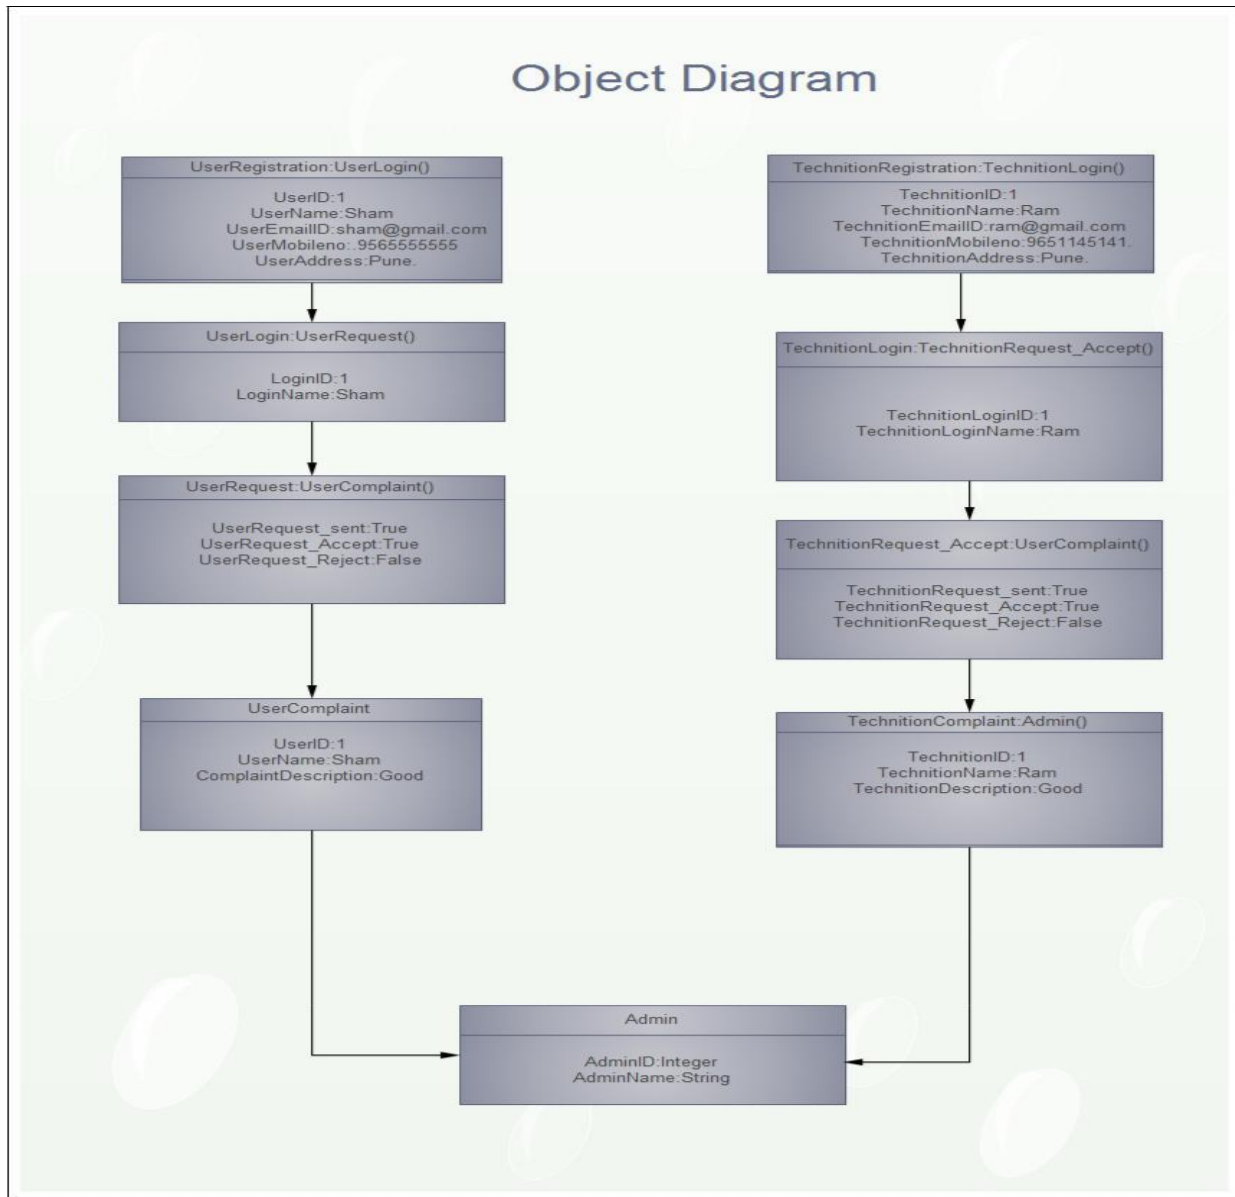 Object Diagram
UserRegistration:UserLogin()
UserID:1
UserName:Sham
UserEmailID:sham@gmail.com
UserMobileno:.9565555555
UserAddress:Pune.
UserLogin:UserRequest()
LoginID:1
LoginName:Sham
UserRequest:UserComplaint()
UserRequest_sent:True
UserRequest_Accept:True
UserRequest_Reject:False
UserComplaint
UserID:1
UserName:Sham
ComplaintDescription:Good
TechnitionRegistration:TechnitionLogin()
TechnitionID:1
TechnitionName:Ram
TechnitionEmailID:ram@gmail.com
TechnitionMobileno:9651145141.
TechnitionAddress:Pune.
TechnitionLogin:TechnitionRequest_Accept()
TechnitionLoginID:1
TechnitionLoginName:Ram
TechnitionRequest_Accept:UserComplaint()
TechnitionRequest_sent:True
TechnitionRequest_Accept:True
TechnitionRequest_Reject:False
TechnitionComplaint:Admin()
TechnitionID:1
TechnitionName:Ram
TechnitionDescription:Good
Admin
AdminID:Integer
AdminName:String